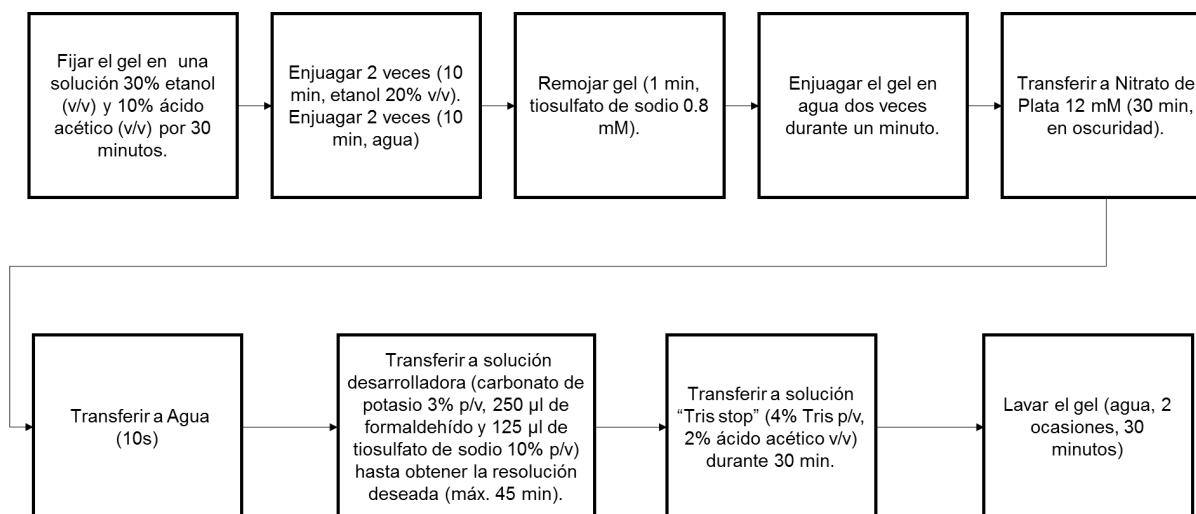 Fijar el gel en una
solución 30% etanol
(v/v) y 10% ácido
acético (v/v) por 30
minutos.
Enjuagar 2 veces (10
min, etanol 20% v/v).
Enjuagar 2 veces (10
min, agua)
Remojar gel (1 min,
tiosulfato de sodio 0.8
mM).
Enjuagar el gel en
agua dos veces
durante un minuto.
Transferir a Nitrato de
Plata 12 mM (30 min,
en oscuridad).
Transferir a Agua
(10s)
Transferir a solución
desarrolladora (carbonato de
potasio 3% p/v, 250 µl de
formaldehído y 125 µl de
tiosulfato de sodio 10% p/v)
hasta obtener la resolución
deseada (máx. 45 min).
Transferir a solución
“Tris stop” (4% Tris p/v,
2% ácido acético v/v)
durante 30 min.
Lavar el gel (agua, 2
ocasiones, 30
minutos)